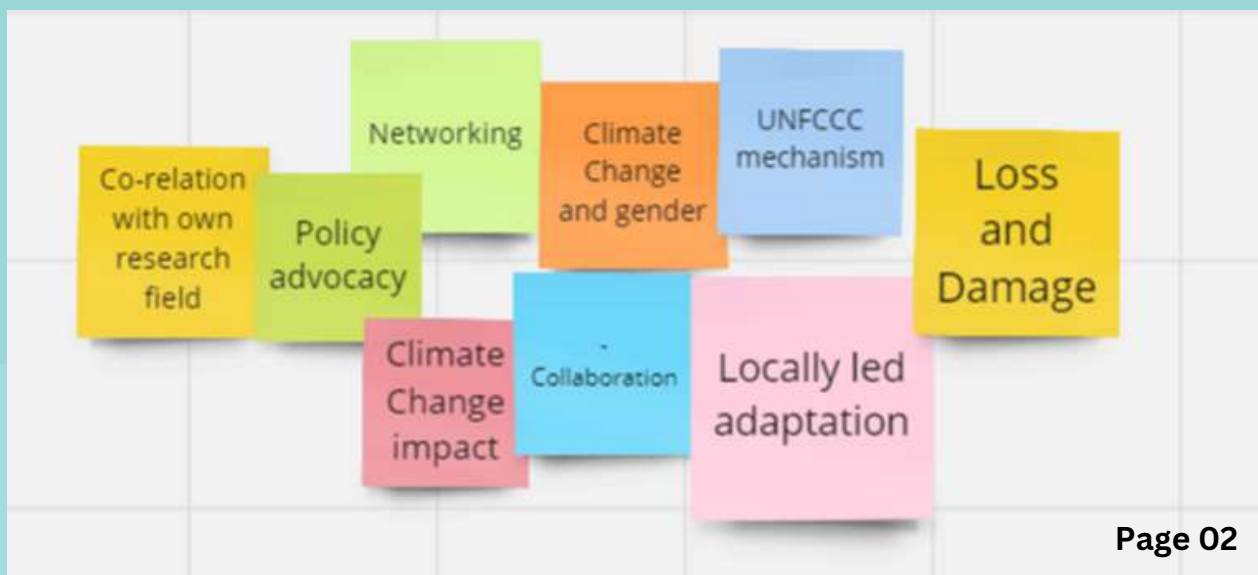 Co-relation
with own
research
field
Policy
advocacy
Networking
Climate
Change
and gender
UNFCCC
mechanism
Loss
and
Damage
Climate
Change
impact
-
Collaboration
Locally led
adaptation
Page 02